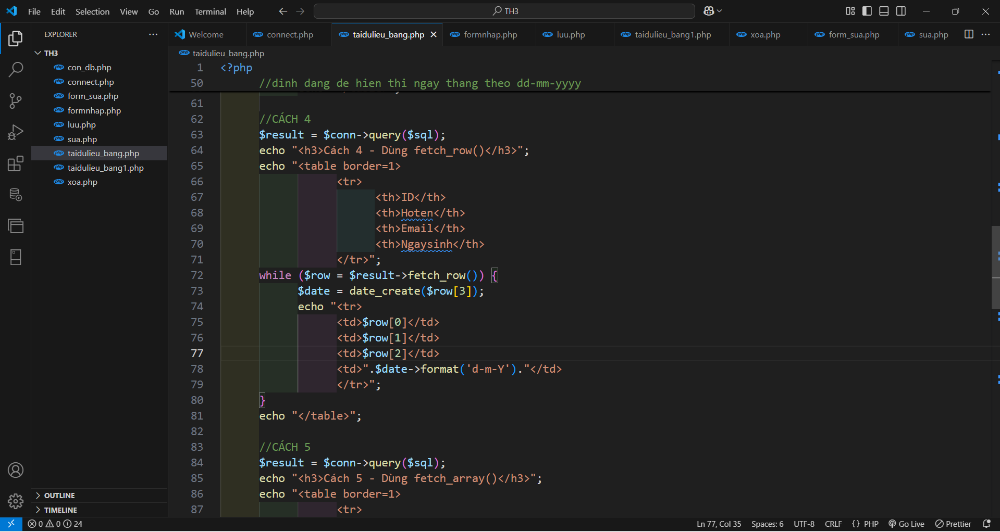 File Edit Selection View Go Run Terminal Help
TH3
EXPLORER
Welcome
connect.php
taidulieu_bang.php
formnhap.php
luu.php
taidulieu_bang1.php
xoa.php
form_sua.php
sua.php
TH3
con_db.php
connect.php
form_sua.php
formnhap.php
luu.php
sua.php
taidulieu_bang.php
taidulieu_bang1.php
xoa.php
OUTLINE
TIMELINE
taidulieu_bang.php
1 <?php
50 //dinh dang de hien thi ngay thang theo dd-mm-yyyy
61
62 //CÁCH 4
63 $result = $conn->query($sql);
64 echo "<h3>Cách 4 - Dùng fetch_row()</h3>";
65 echo "<table border=1>
66 <tr>
67 <th>ID</th>
68 <th>Hoten</th>
69 <th>Email</th>
70 <th>Ngaysinh</th>
71 </tr>";
72 while ($row = $result->fetch_row()) {
73 $date = date_create($row[3]);
74 echo "<tr>
75 <td>$row[0]</td>
76 <td>$row[1]</td>
77 <td>$row[2]</td>
78 <td>".$date->format('d-m-Y')."</td>
79 </tr>";
80 }
81 echo "</table>";
82
83 //CÁCH 5
84 $result = $conn->query($sql);
85 echo "<h3>Cách 5 - Dùng fetch_array()</h3>";
86 echo "<table border=1>
87 <tr>
0 0 24
Ln 77, Col 35 Spaces: 6 UTF-8 CRLF {} PHP Go Live Prettier